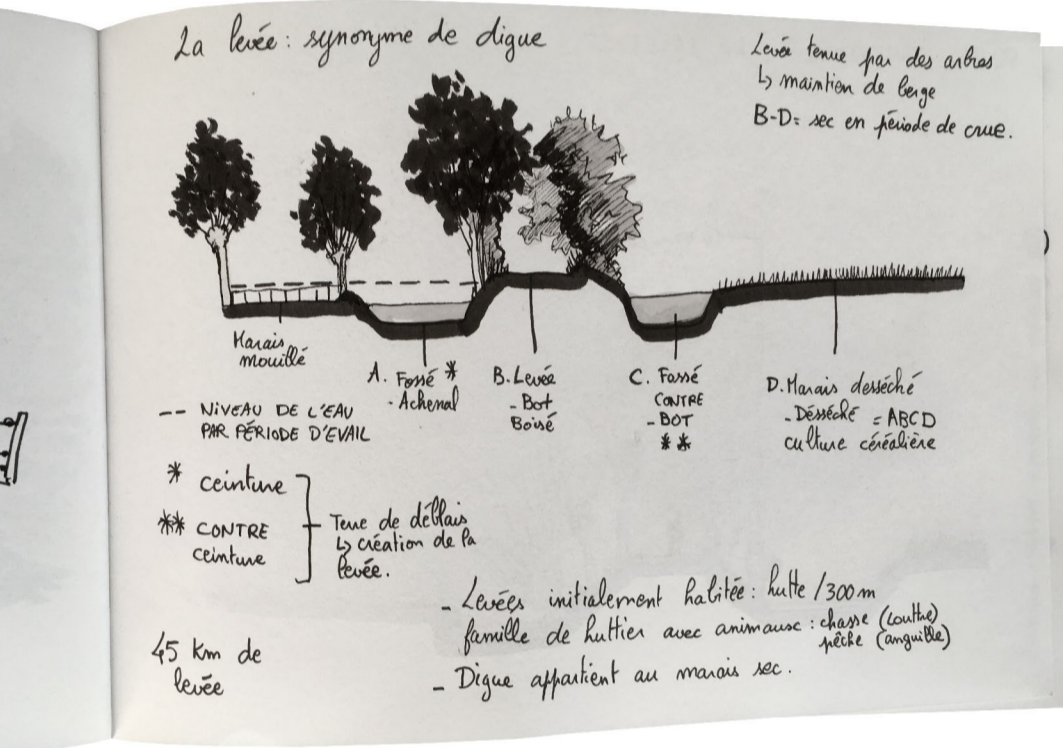 La levée : synonyme de digue
Levée tenue par des arbres
↳ maintien de berge
B-D = sec en période de crue.
Marais
mouillé
A. Fossé *
- Achenal
B. Levée
- Bot
Boisé
C. Fossé
CONTRE
- BOT
**
D. Marais desséché
- Désséché = ABCD
culture céréalière
-- NIVEAU DE L'EAU
PAR PÉRIODE D'EVAIL
* ceinture
** CONTRE
ceinture
Terre de déblais
↳ création de la
levée.
- Levées initialement habitée : hutte / 300 m
famille de huttier avec animaux : chasse (loutre)
pêche (anguille)
- Digue appartient au marais sec.
45 km de
levée